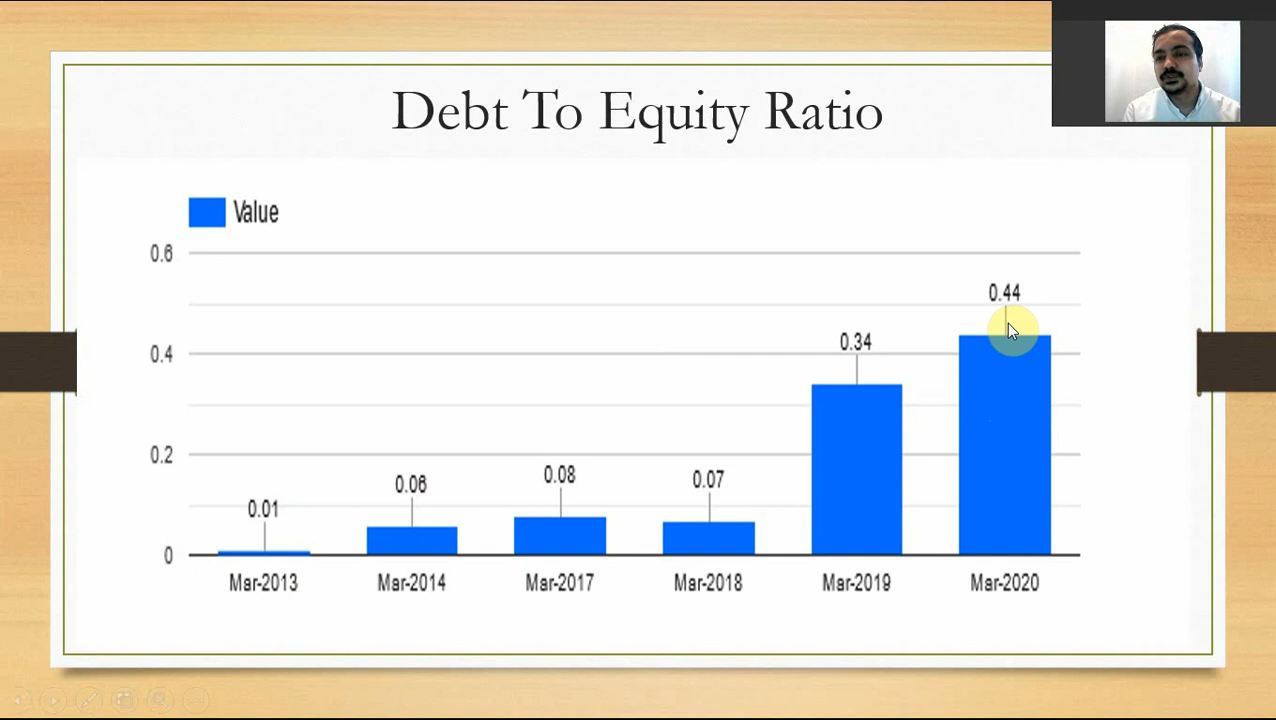 Debt To Equity Ratio
Value
0.6
0.4
0.2
0
0.01
0.06
0.08
0.07
0.34
0.44
Mar-2013
Mar-2014
Mar-2017
Mar-2018
Mar-2019
Mar-2020